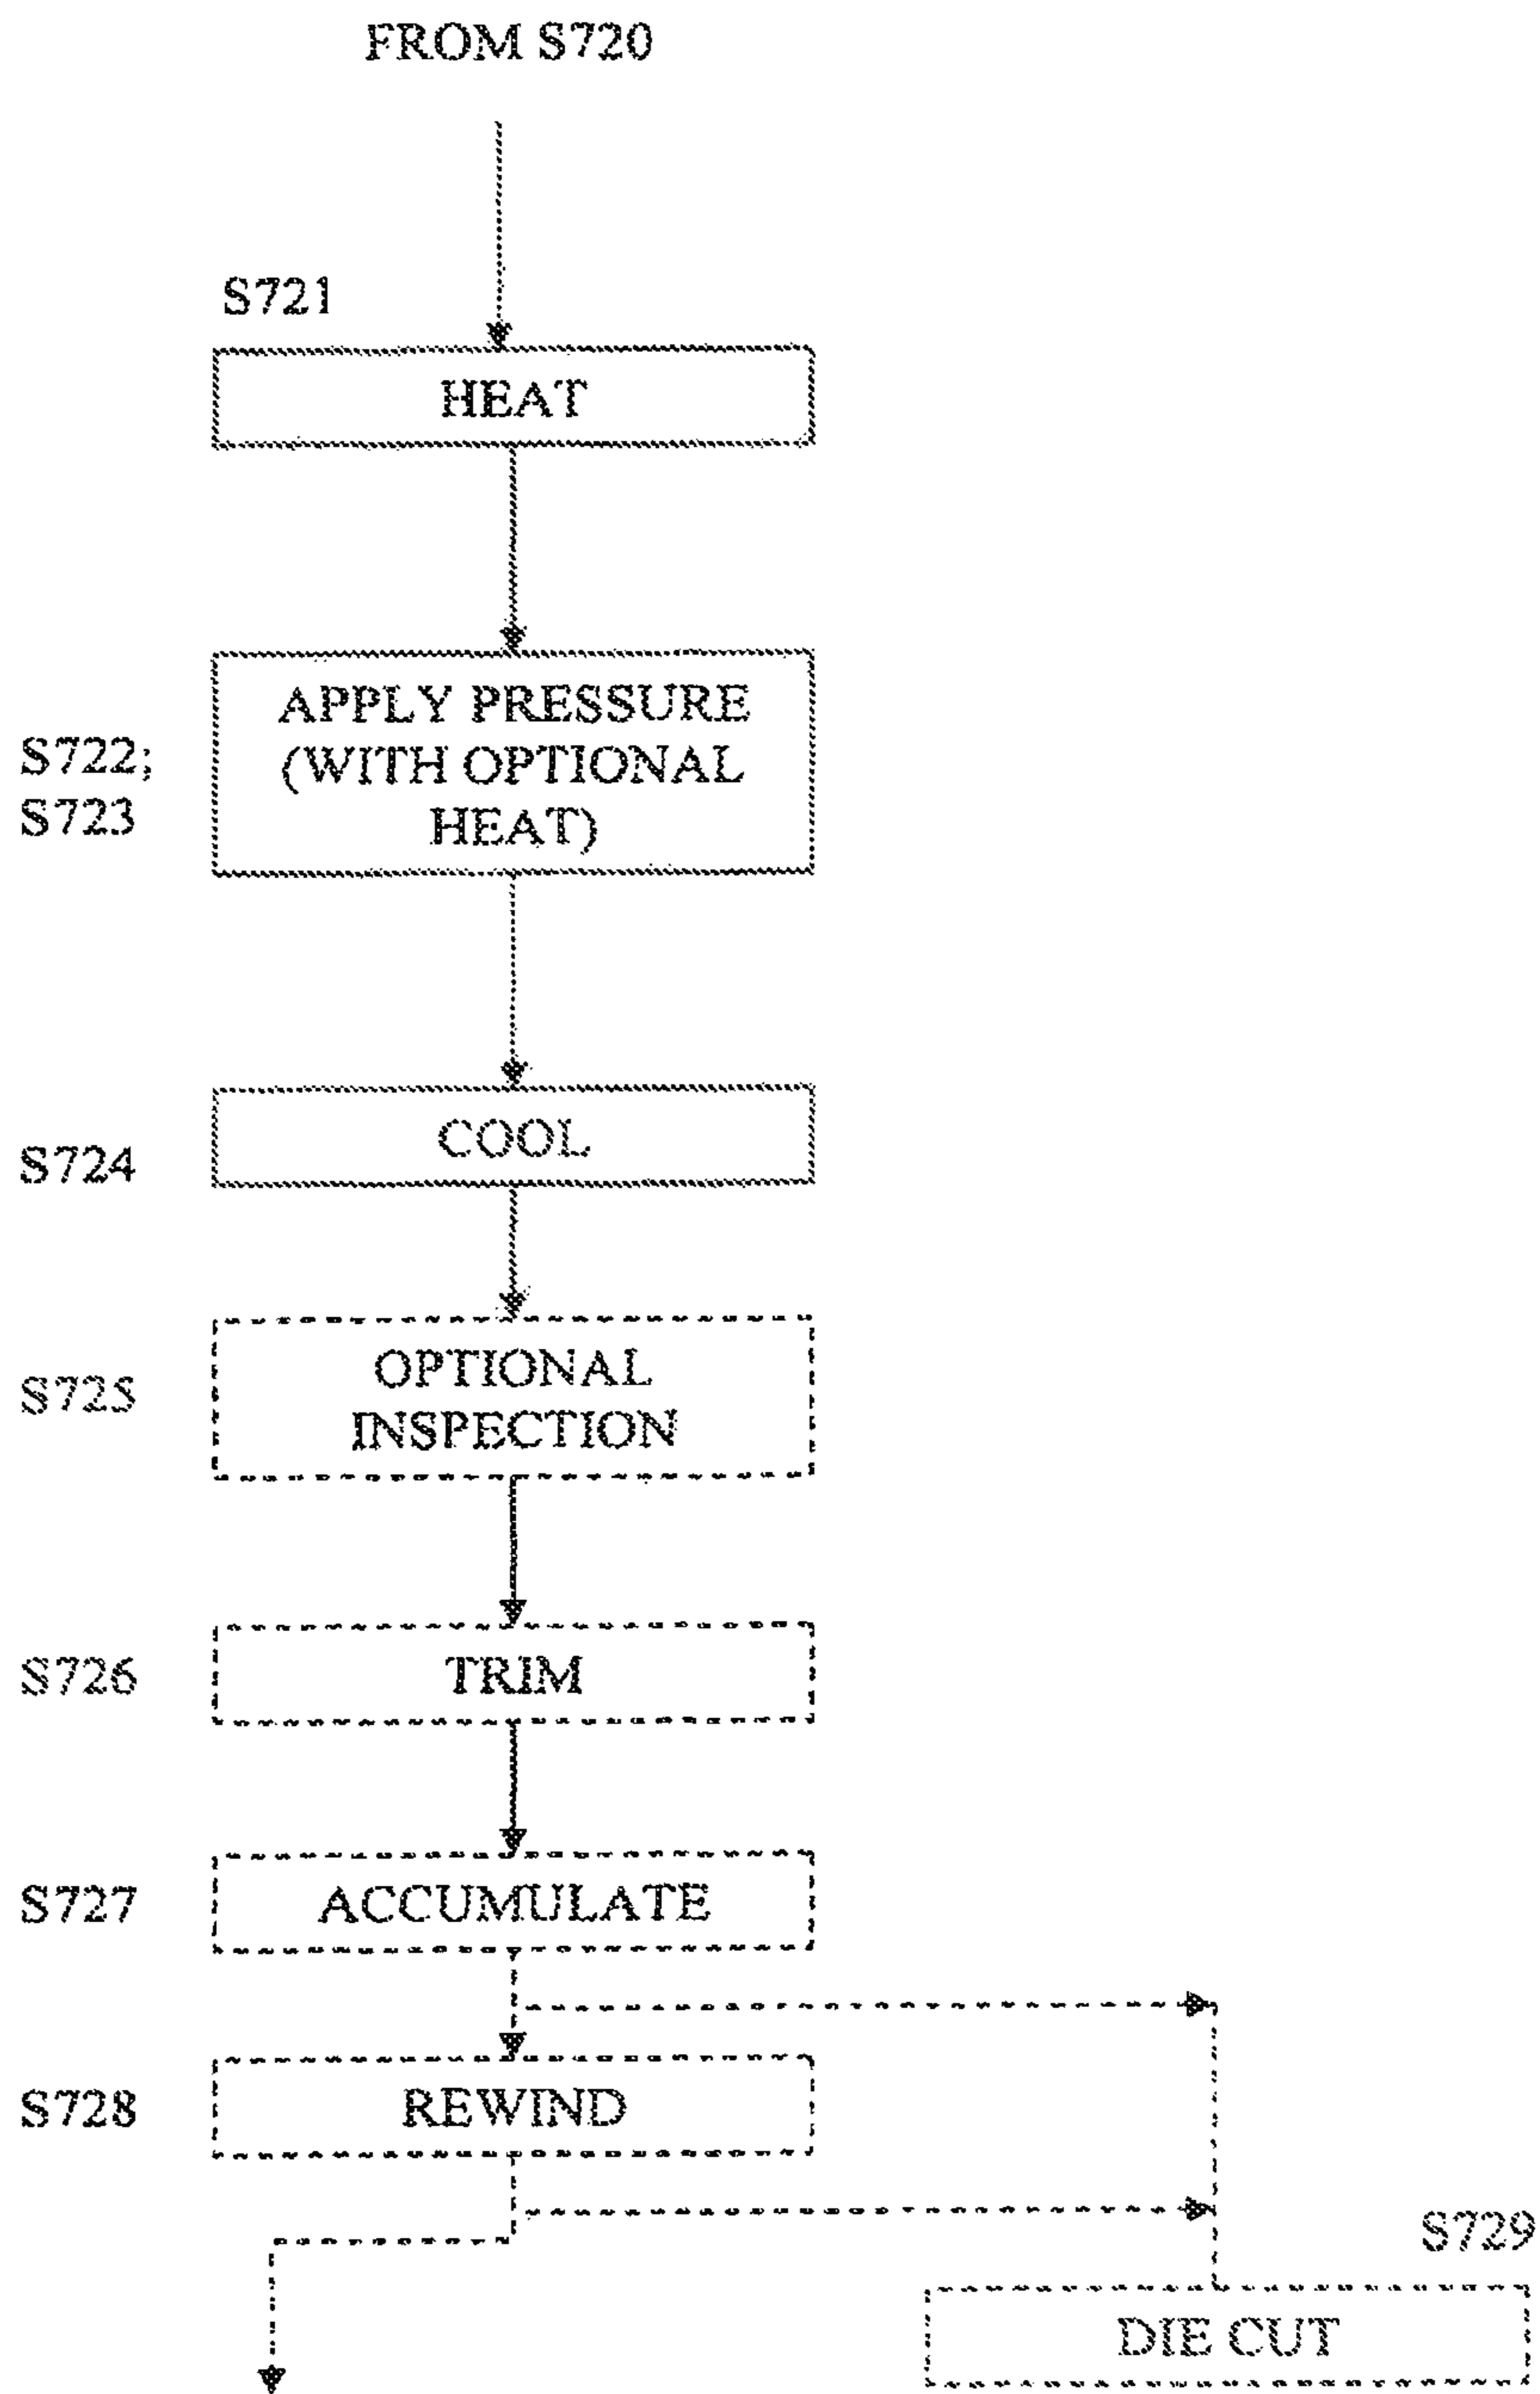 FROM S720
S721
HEAT
APPLY PRESSURE
(WITH OPTIONAL
HEAT)
S722;
S723
COOL
S724
OPTIONAL
INSPECTION
S725
TRIM
S726
ACCUMULATE
S727
REWIND
S728
S729
DIE CUT